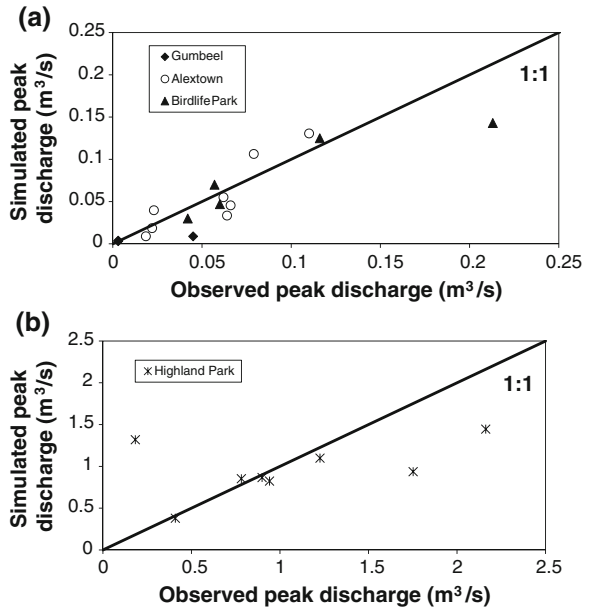 (a)
0.25
0.2
0.15
0.1
0.05
0
Simulated peak
discharge (m³/s)
Gumbeel
Alextown
Birdlife Park
1:1
0 0.05 0.1 0.15 0.2 0.25
Observed peak discharge (m³/s)
(b)
2.5
2
1.5
1
0.5
0
Simulated peak
discharge (m³/s)
Highland Park
1:1
0 0.5 1 1.5 2 2.5
Observed peak discharge (m³/s)